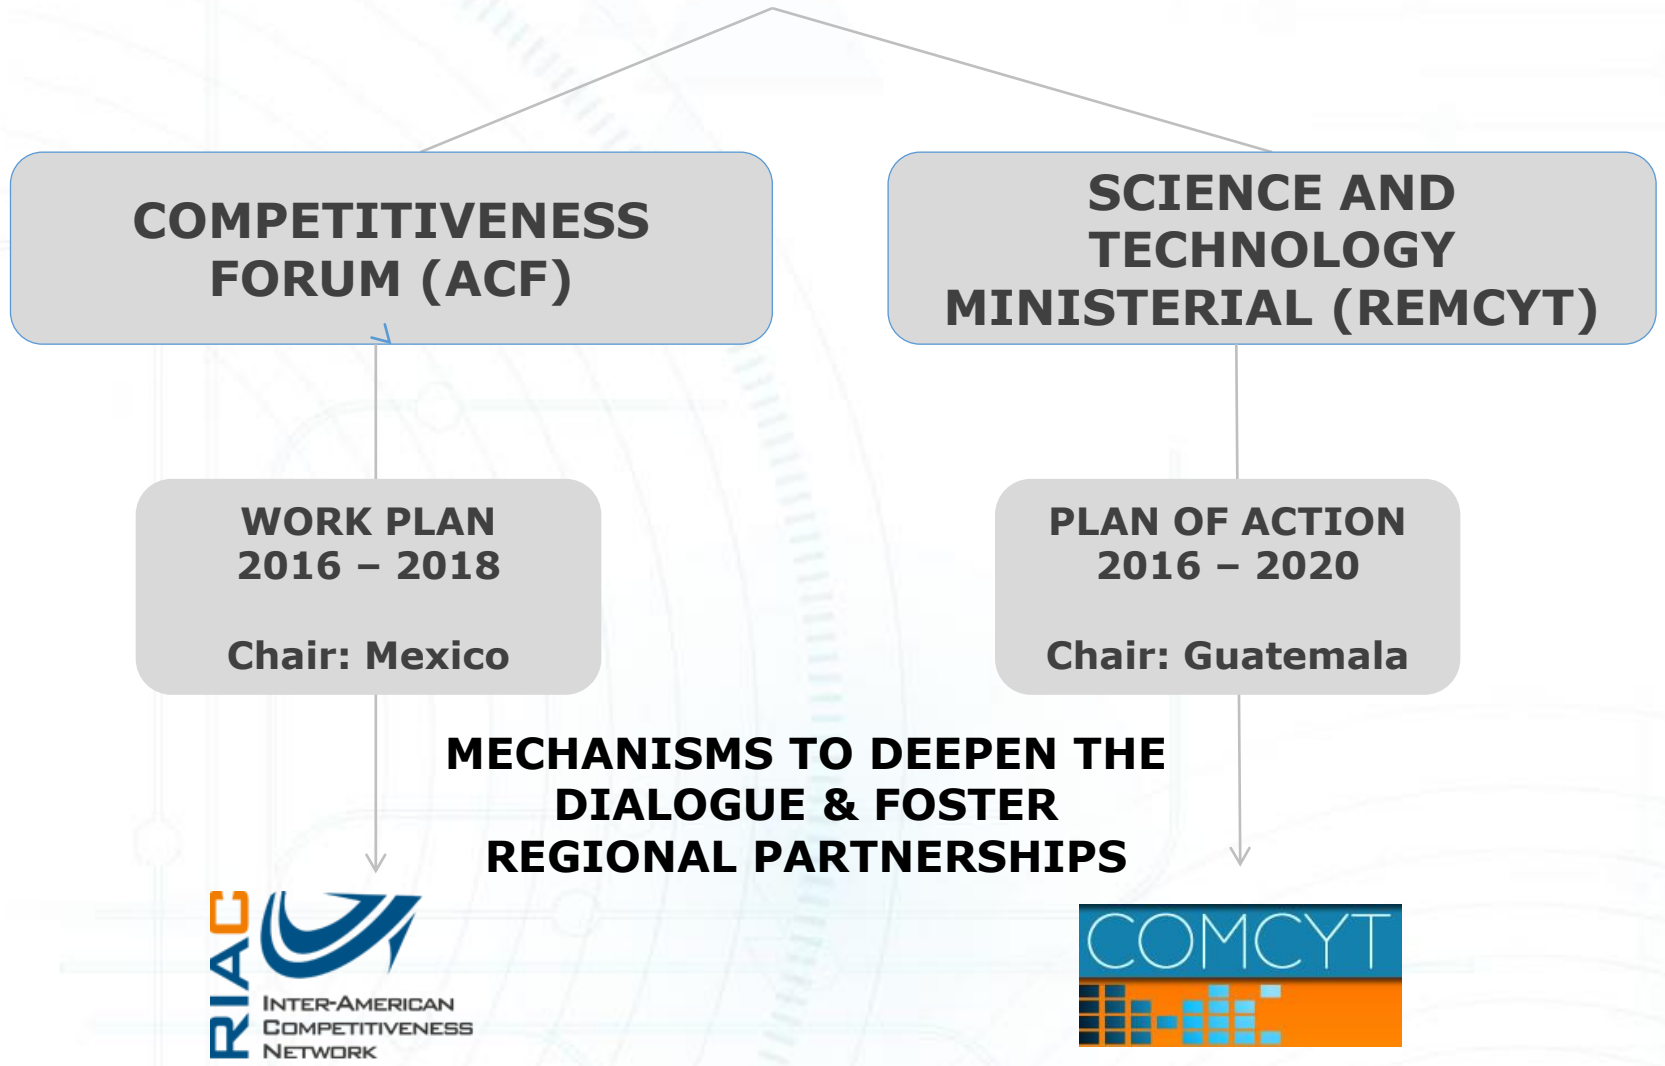 COMPETITIVENESS
FORUM (ACF)
SCIENCE AND
TECHNOLOGY
MINISTERIAL (REMCYT)
WORK PLAN
2016 – 2018
Chair: Mexico
PLAN OF ACTION
2016 – 2020
Chair: Guatemala
MECHANISMS TO DEEPEN THE
DIALOGUE & FOSTER
REGIONAL PARTNERSHIPS
RIAC
INTER-AMERICAN
COMPETITIVENESS
NETWORK
COMCYT